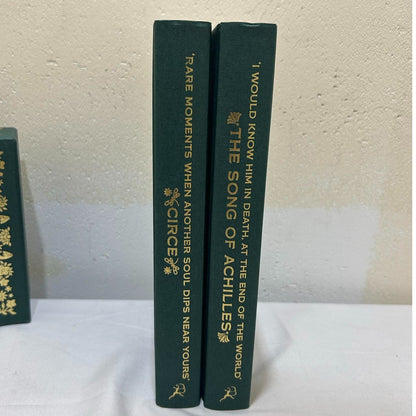 'RARE MOMENTS WHEN ANOTHER SOUL DIPS NEAR YOURS'
CIRCE
'I WOULD KNOW HIM IN DEATH, AT THE END OF THE WORLD'
THE SONG OF ACHILLES